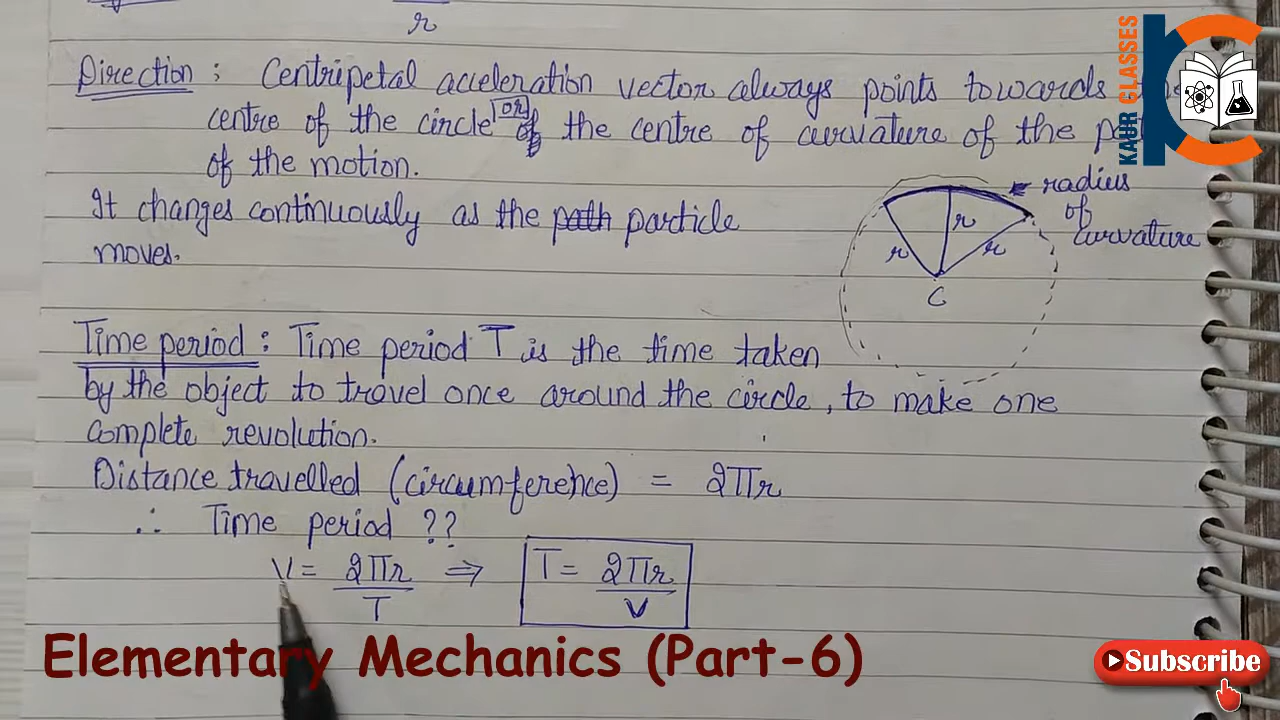 r
Direction : Centripetal acceleration vector always points towards
centre of the circle or of the centre of curvature of the
of the motion.
It changes continuously as the path particle
moves.
radius
of
curvature
r
r
r
C
Time period : Time period T is the time taken
by the object to travel once around the circle, to make one
complete revolution.
Distance travelled (circumference) = 2πr
∴ Time period ??
V = 2πr/T ⇒ T = 2πr/V
Elementary Mechanics (Part-6)
KAUR CLASSES
Subscribe